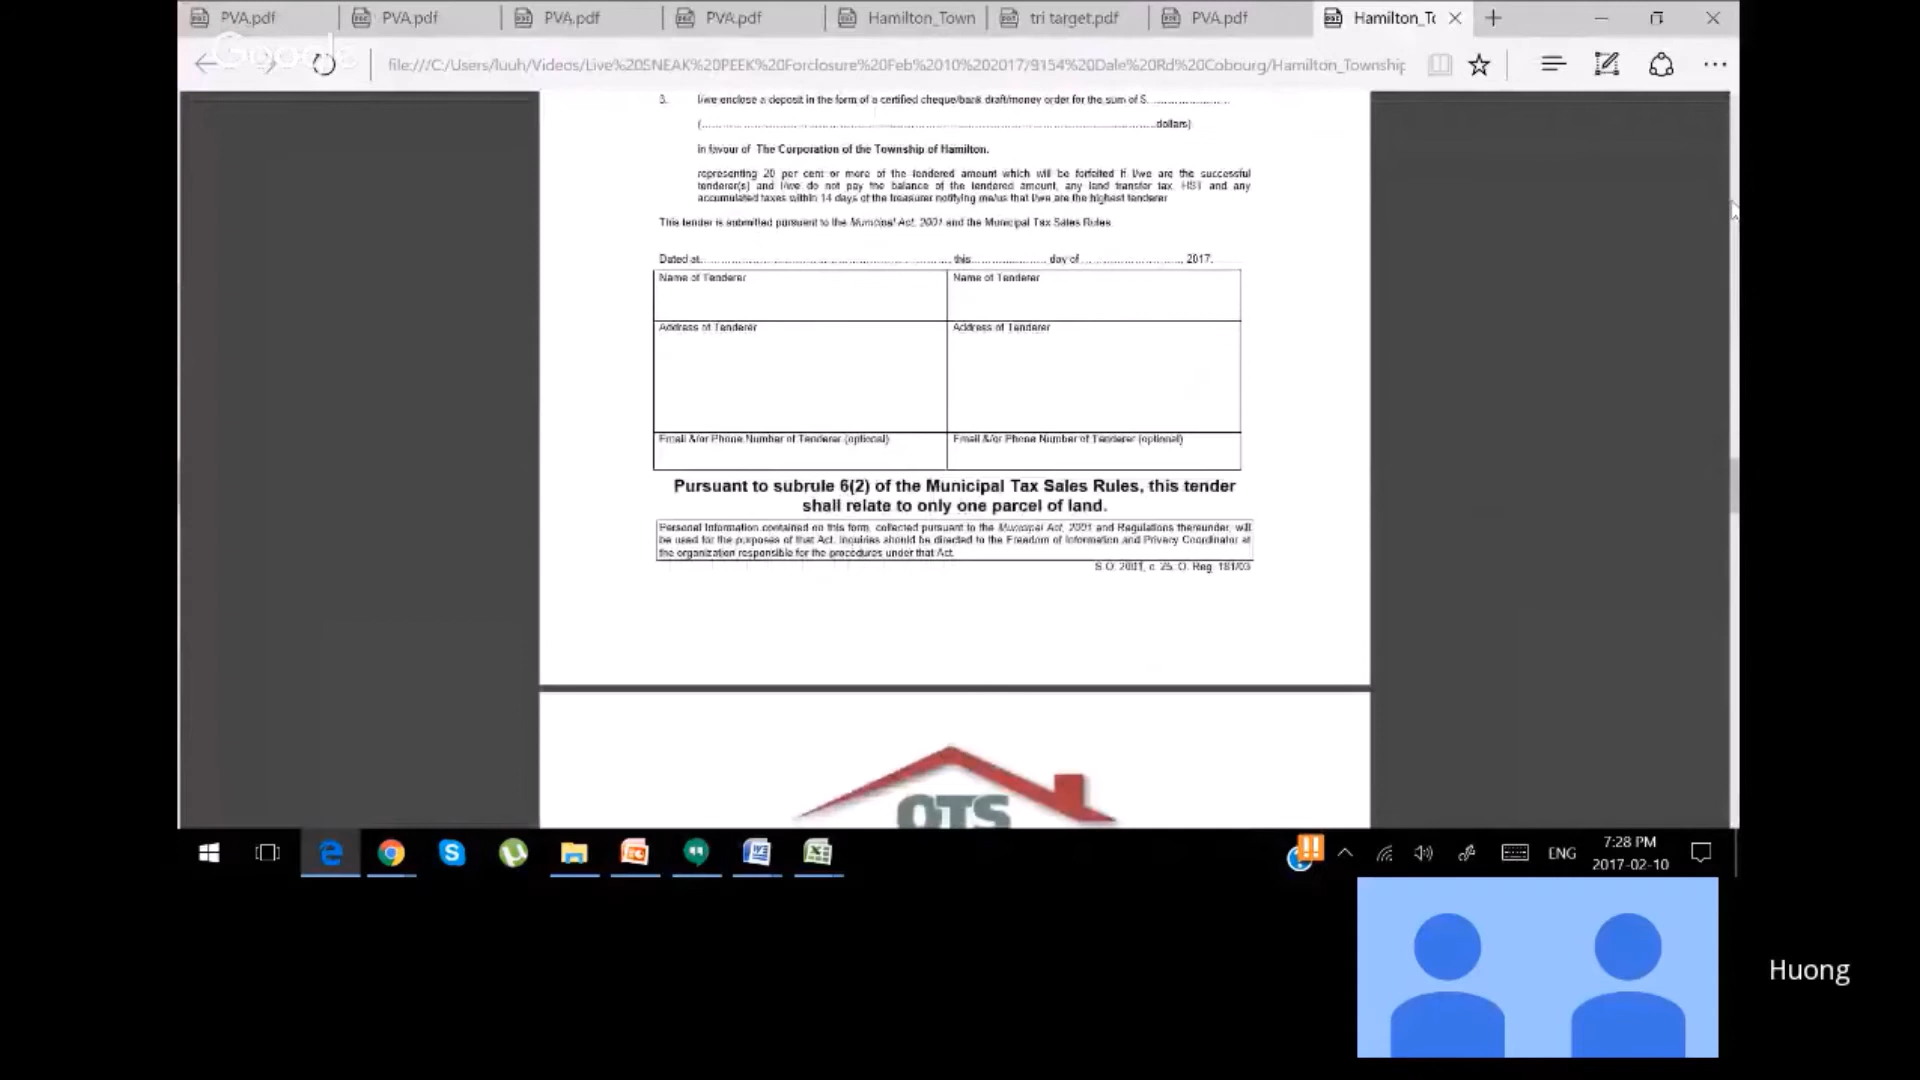 PVA.pdf PVA.pdf PVA.pdf PVA.pdf Hamilton_Town tri target.pdf PVA.pdf Hamilton_Tc
Google
file:///C:/Users/luuh/Videos/Live%20SNEAK%20PEEK%20Forclosure%20Feb%2010%202017/9154%20Dale%20Rd%20Cobourg/Hamilton_Township
3. I/we enclose a deposit in the form of a certified cheque/bank draft/money order for the sum of $........................
(....................................................................................................dollars)
in favour of The Corporation of the Township of Hamilton.
representing 20 per cent or more of the tendered amount which will be forfeited if I/we are the successful
tenderer(s) and I/we do not pay the balance of the tendered amount, any land transfer tax, HST and any
accumulated taxes within 14 days of the treasurer notifying me/us that I/we are the highest tenderer
This tender is submitted pursuant to the Municipal Act, 2001 and the Municipal Tax Sales Rules.
Dated at........................................................, this...................... day of ............................, 2017.
Name of Tenderer Name of Tenderer
Address of Tenderer Address of Tenderer
Email &/or Phone Number of Tenderer (optional) Email &/or Phone Number of Tenderer (optional)
Pursuant to subrule 6(2) of the Municipal Tax Sales Rules, this tender
shall relate to only one parcel of land.
Personal Information contained on this form, collected pursuant to the Municipal Act, 2001 and Regulations thereunder, will
be used for the purposes of that Act. Inquiries should be directed to the Freedom of Information and Privacy Coordinator at
the organization responsible for the procedures under that Act.
S.O. 2001, c. 25, O. Reg. 181/03
OTS
ENG
7:28 PM
2017-02-10
Huong